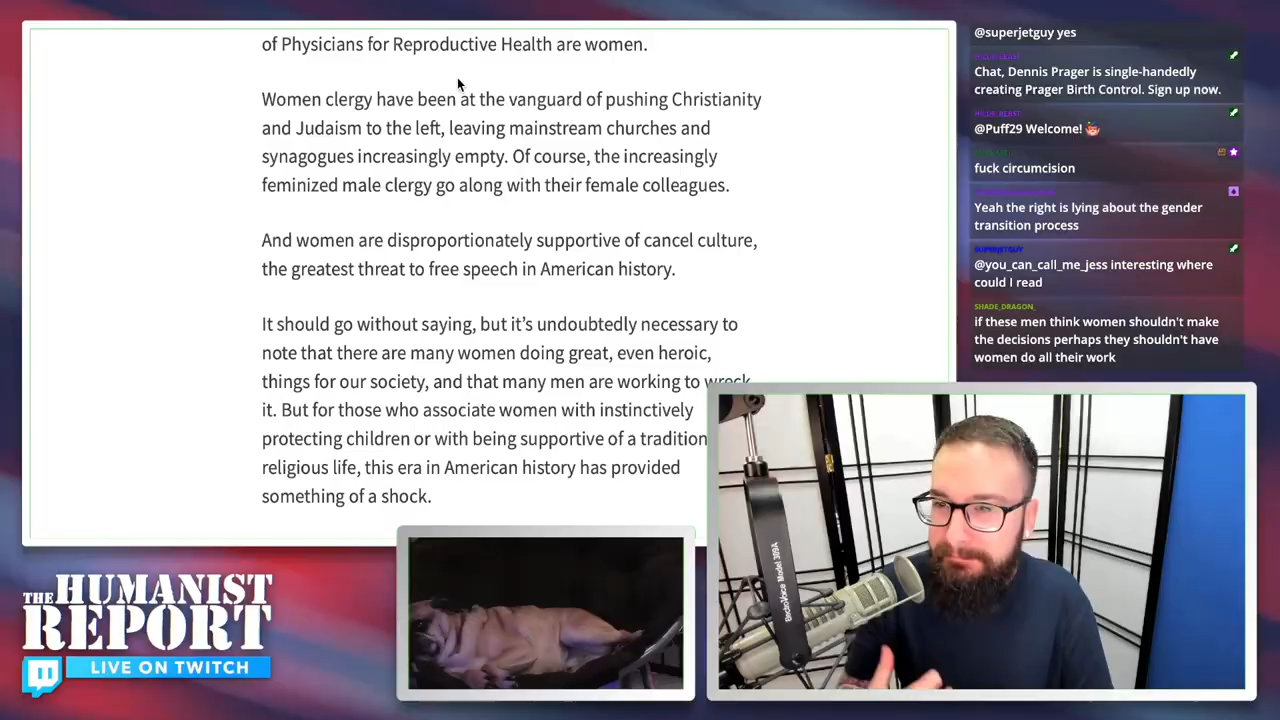 of Physicians for Reproductive Health are women.
Women clergy have been at the vanguard of pushing Christianity
and Judaism to the left, leaving mainstream churches and
synagogues increasingly empty. Of course, the increasingly
feminized male clergy go along with their female colleagues.
And women are disproportionately supportive of cancel culture,
the greatest threat to free speech in American history.
It should go without saying, but it’s undoubtedly necessary to
note that there are many women doing great, even heroic,
things for our society, and that many men are working to wreck
it. But for those who associate women with instinctively
protecting children or with being supportive of a tradition
religious life, this era in American history has provided
something of a shock.
@superjetguy yes
Chat, Dennis Prager is single-handedly
creating Prager Birth Control. Sign up now.
@Puff29 Welcome!
fuck circumcision
Yeah the right is lying about the gender
transition process
SUPERJETGUY
@you_can_call_me_jess interesting where
could I read
SHADE_DRAGON_
if these men think women shouldn't make
the decisions perhaps they shouldn't have
women do all their work
ElectroVoice Model 309A
THE HUMANIST
REPORT
LIVE ON TWITCH